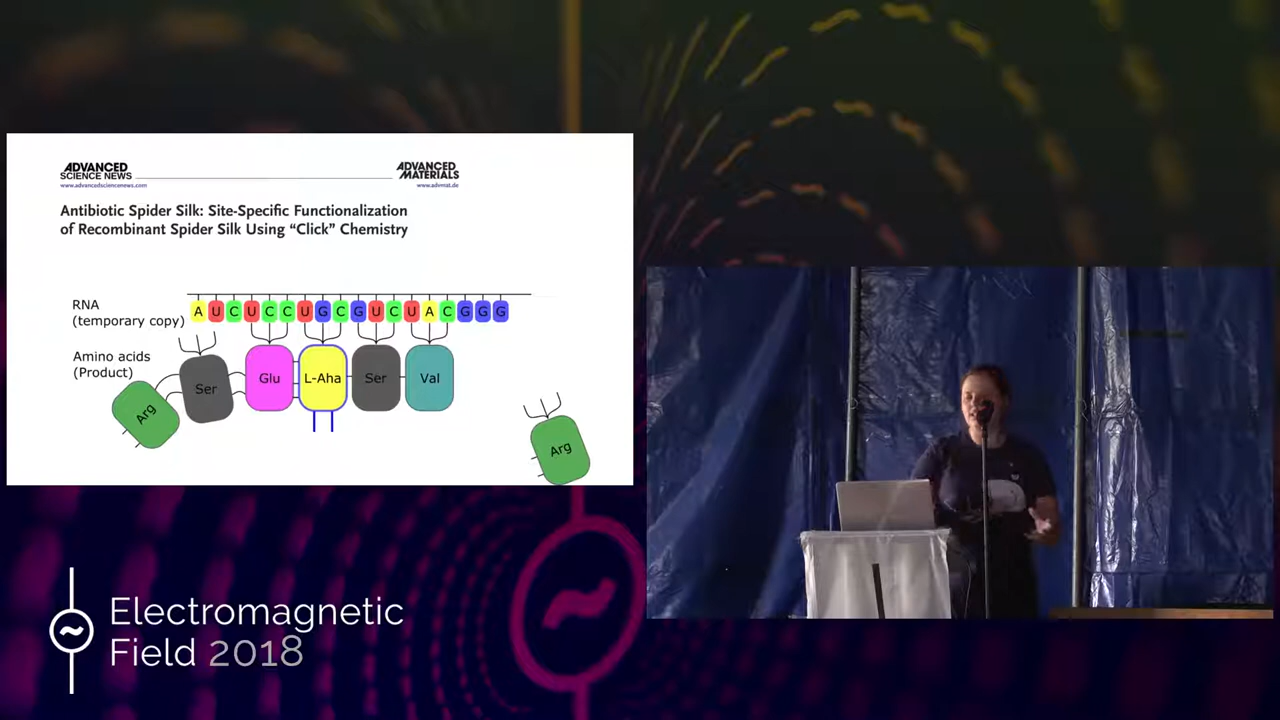 ADVANCED
SCIENCE NEWS
www.advancedsciencenews.com
ADVANCED
MATERIALS
www.advmat.de
Antibiotic Spider Silk: Site-Specific Functionalization
of Recombinant Spider Silk Using “Click” Chemistry
RNA
(temporary copy)
A U C U C C U G C G U C U A C G G G
Amino acids
(Product)
Arg
Ser
Glu
L-Aha
Ser
Val
Arg
Electromagnetic
Field 2018